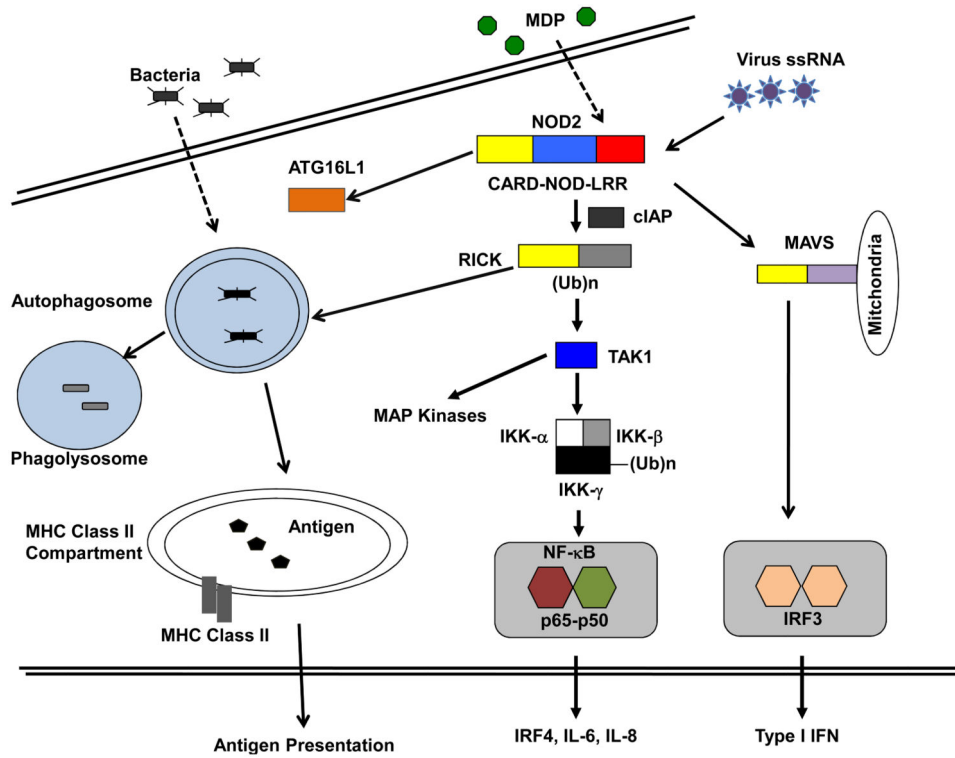 MDP
Bacteria
Virus ssRNA
NOD2
ATG16L1
CARD-NOD-LRR
cIAP
RICK
(Ub)n
MAVS
Mitchondria
Autophagosome
TAK1
MAP Kinases
IKK-α
IKK-β
(Ub)n
IKK-γ
Phagolysosome
MHC Class II
Compartment
Antigen
MHC Class II
NF-κB
p65-p50
IRF3
Antigen Presentation
IRF4, IL-6, IL-8
Type I IFN